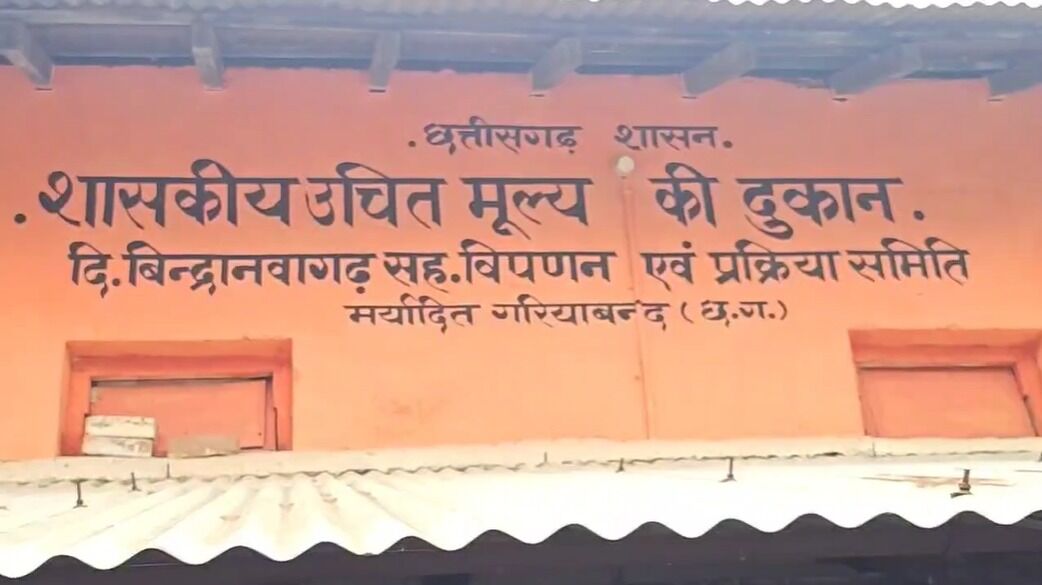 . छत्तीसगढ़ शासन .
. शासकीय उचित मूल्य की दुकान .
दि. बिन्द्रानवागढ़ सह. विपणन एवं प्रक्रिया समिति
मर्यादित गरियाबन्द (छ.ग.)